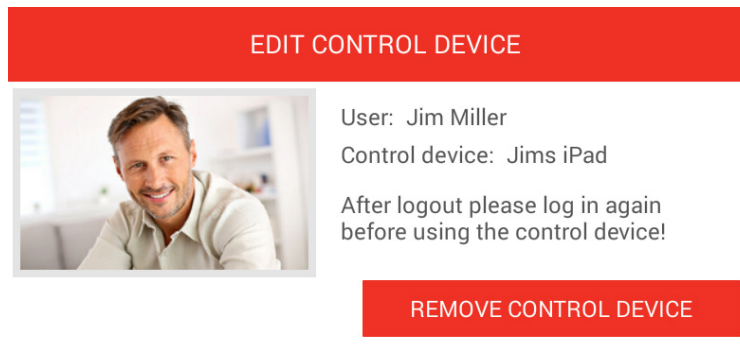 EDIT CONTROL DEVICE
User: Jim Miller
Control device: Jims iPad
After logout please log in again
before using the control device!
REMOVE CONTROL DEVICE